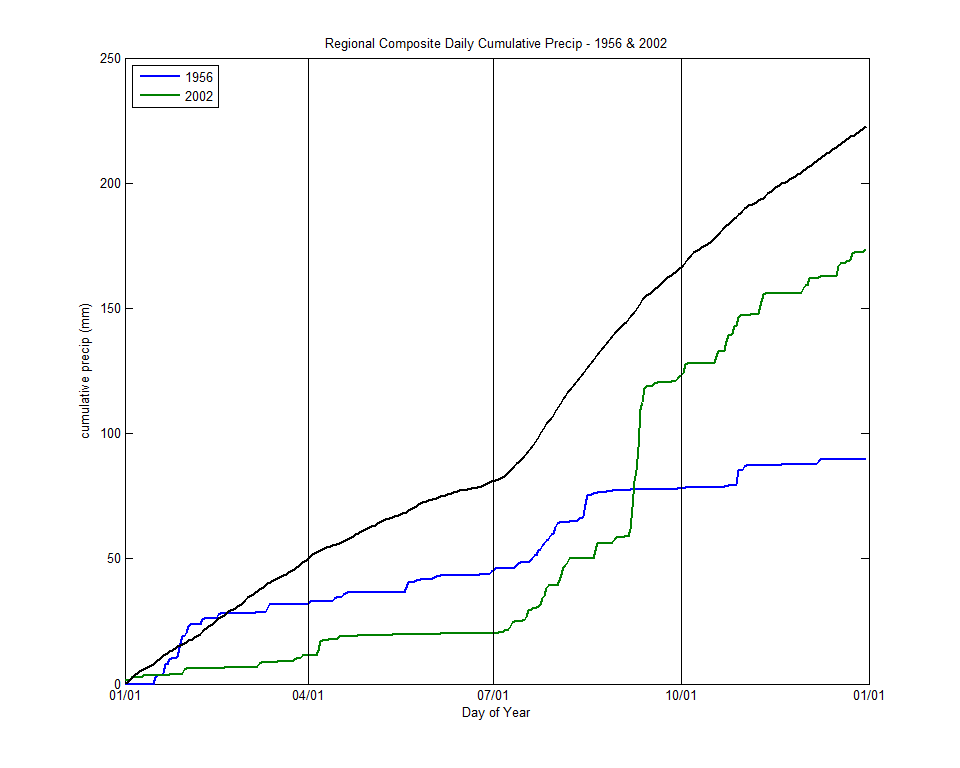 Regional Composite Daily Cumulative Precip - 1956 & 2002
250
1956
2002
200
150
cumulative precip (mm)
100
50
0
01/01 04/01 07/01 10/01 01/01
Day of Year